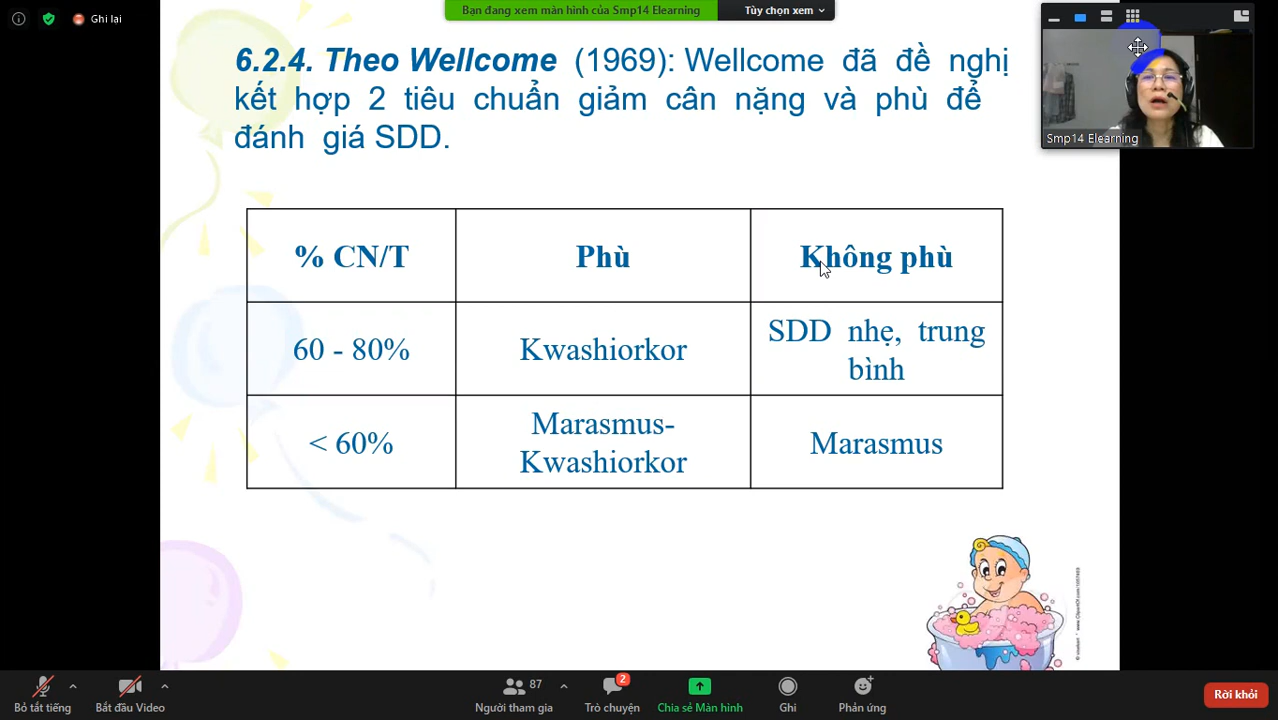 Bạn đang xem màn hình của Smp14 Elearning
Tùy chọn xem
Ghi lại
6.2.4. Theo Wellcome (1969): Wellcome đã đề nghị
kết hợp 2 tiêu chuẩn giảm cân nặng và phù để
đánh giá SDD.
Smp14 Elearning
% CN/T
Phù
Không phù
60 - 80%
Kwashiorkor
SDD nhẹ, trung
bình
< 60%
Marasmus-
Kwashiorkor
Marasmus
87
2
Bỏ tắt tiếng
Bắt đầu Video
Người tham gia
Trò chuyện
Chia sẻ Màn hình
Ghi
Phản ứng
Rời khỏi